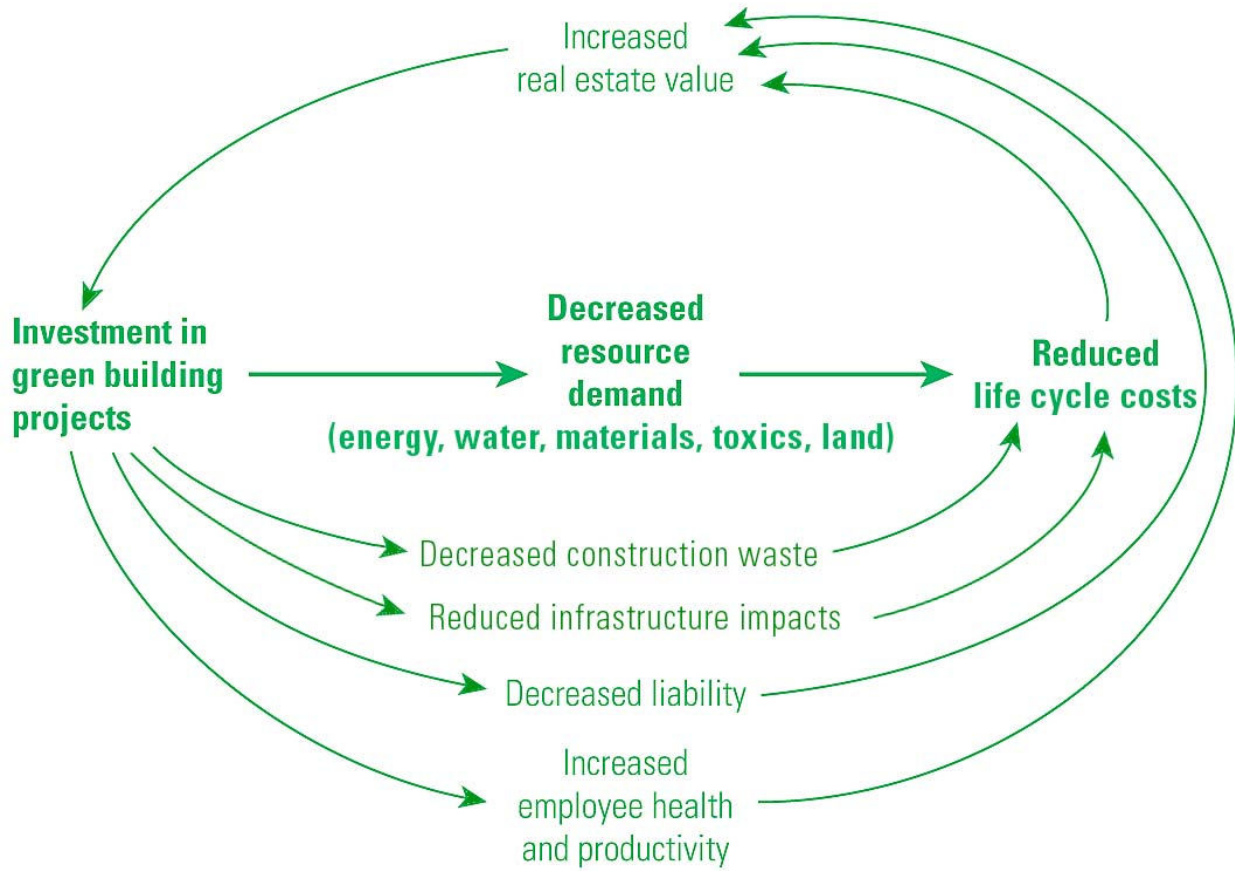 Increased
real estate value
Investment in
green building
projects
Decreased
resource
demand
(energy, water, materials, toxics, land)
Reduced
life cycle costs
Decreased construction waste
Reduced infrastructure impacts
Decreased liability
Increased
employee health
and productivity